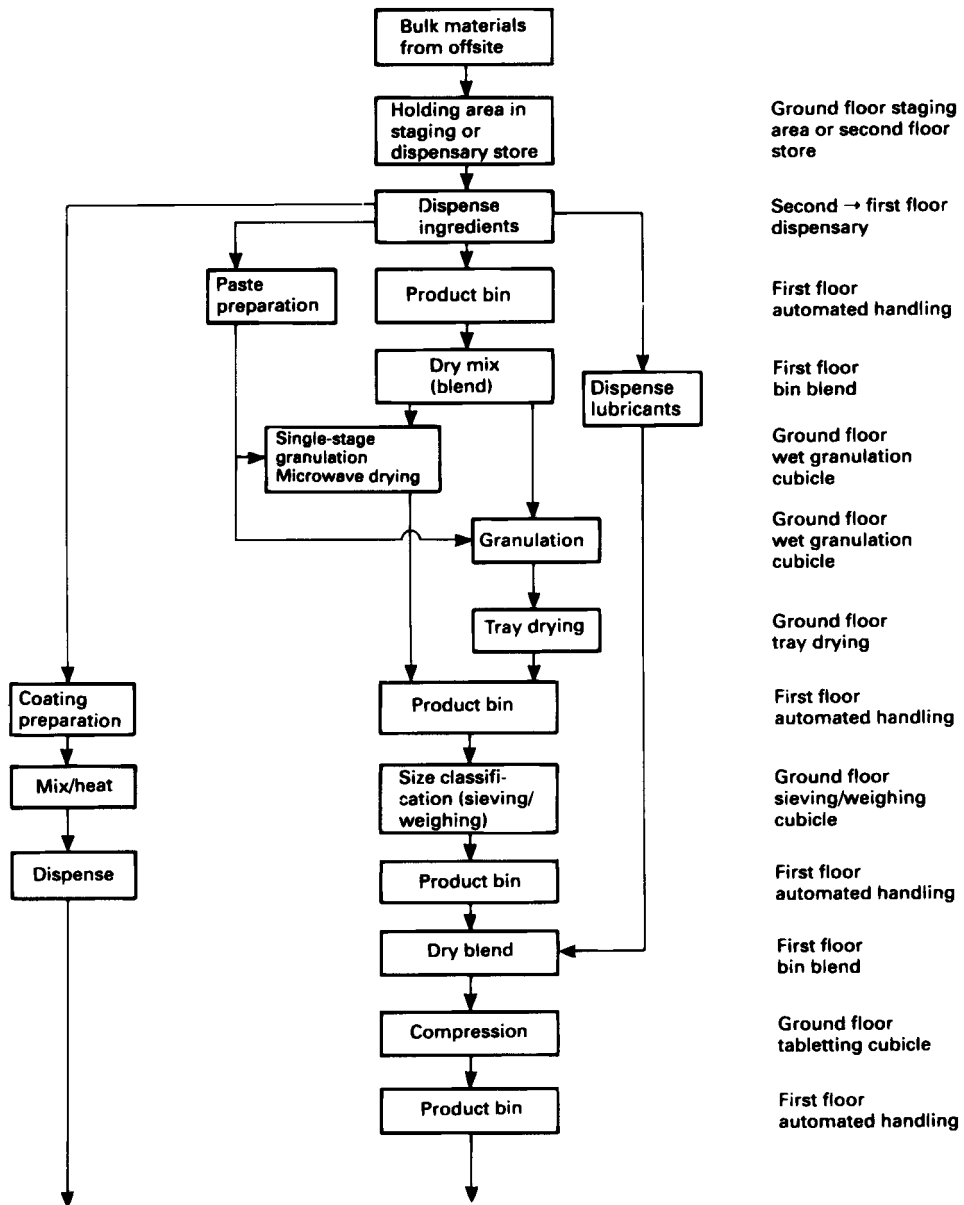 Bulk materials
from offsite
Holding area in
staging or
dispensary store
Ground floor staging
area or second floor
store
Dispense
ingredients
Second → first floor
dispensary
Paste
preparation
Product bin
First floor
automated handling
Dry mix
(blend)
First floor
bin blend
Dispense
lubricants
Single-stage
granulation
Microwave drying
Ground floor
wet granulation
cubicle
Granulation
Ground floor
wet granulation
cubicle
Tray drying
Ground floor
tray drying
Coating
preparation
Product bin
First floor
automated handling
Mix/heat
Size classifi-
cation (sieving/
weighing)
Ground floor
sieving/weighing
cubicle
Dispense
Product bin
First floor
automated handling
Dry blend
First floor
bin blend
Compression
Ground floor
tabletting cubicle
Product bin
First floor
automated handling